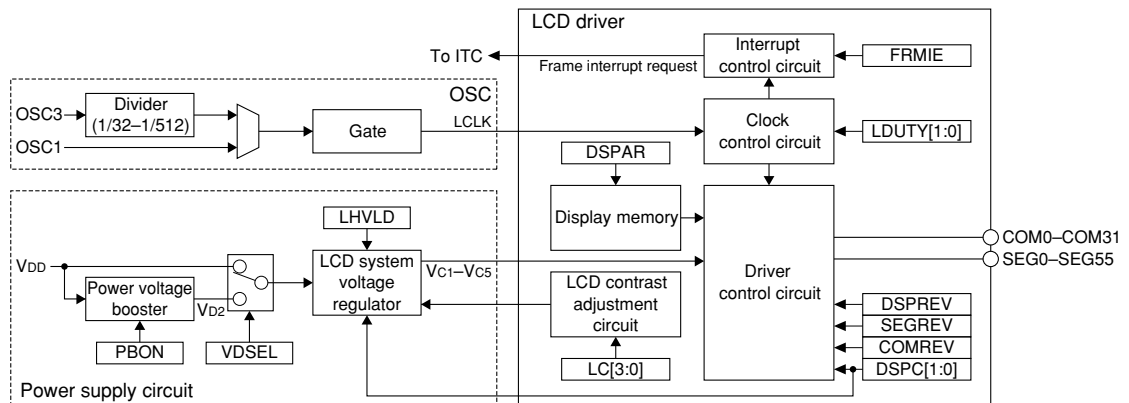 LCD driver
To ITC
Frame interrupt request
Interrupt
control circuit
FRMIE
OSC
OSC3
Divider
(1/32–1/512)
OSC1
Gate
LCLK
Clock
control circuit
LDUTY[1:0]
DSPAR
Display memory
LHVLD
VDD
Power voltage
booster
VD2
LCD system
voltage
regulator
VC1–VC5
LCD contrast
adjustment
circuit
Driver
control circuit
COM0–COM31
SEG0–SEG55
DSPREV
SEGREV
COMREV
DSPC[1:0]
PBON
VDSEL
LC[3:0]
Power supply circuit